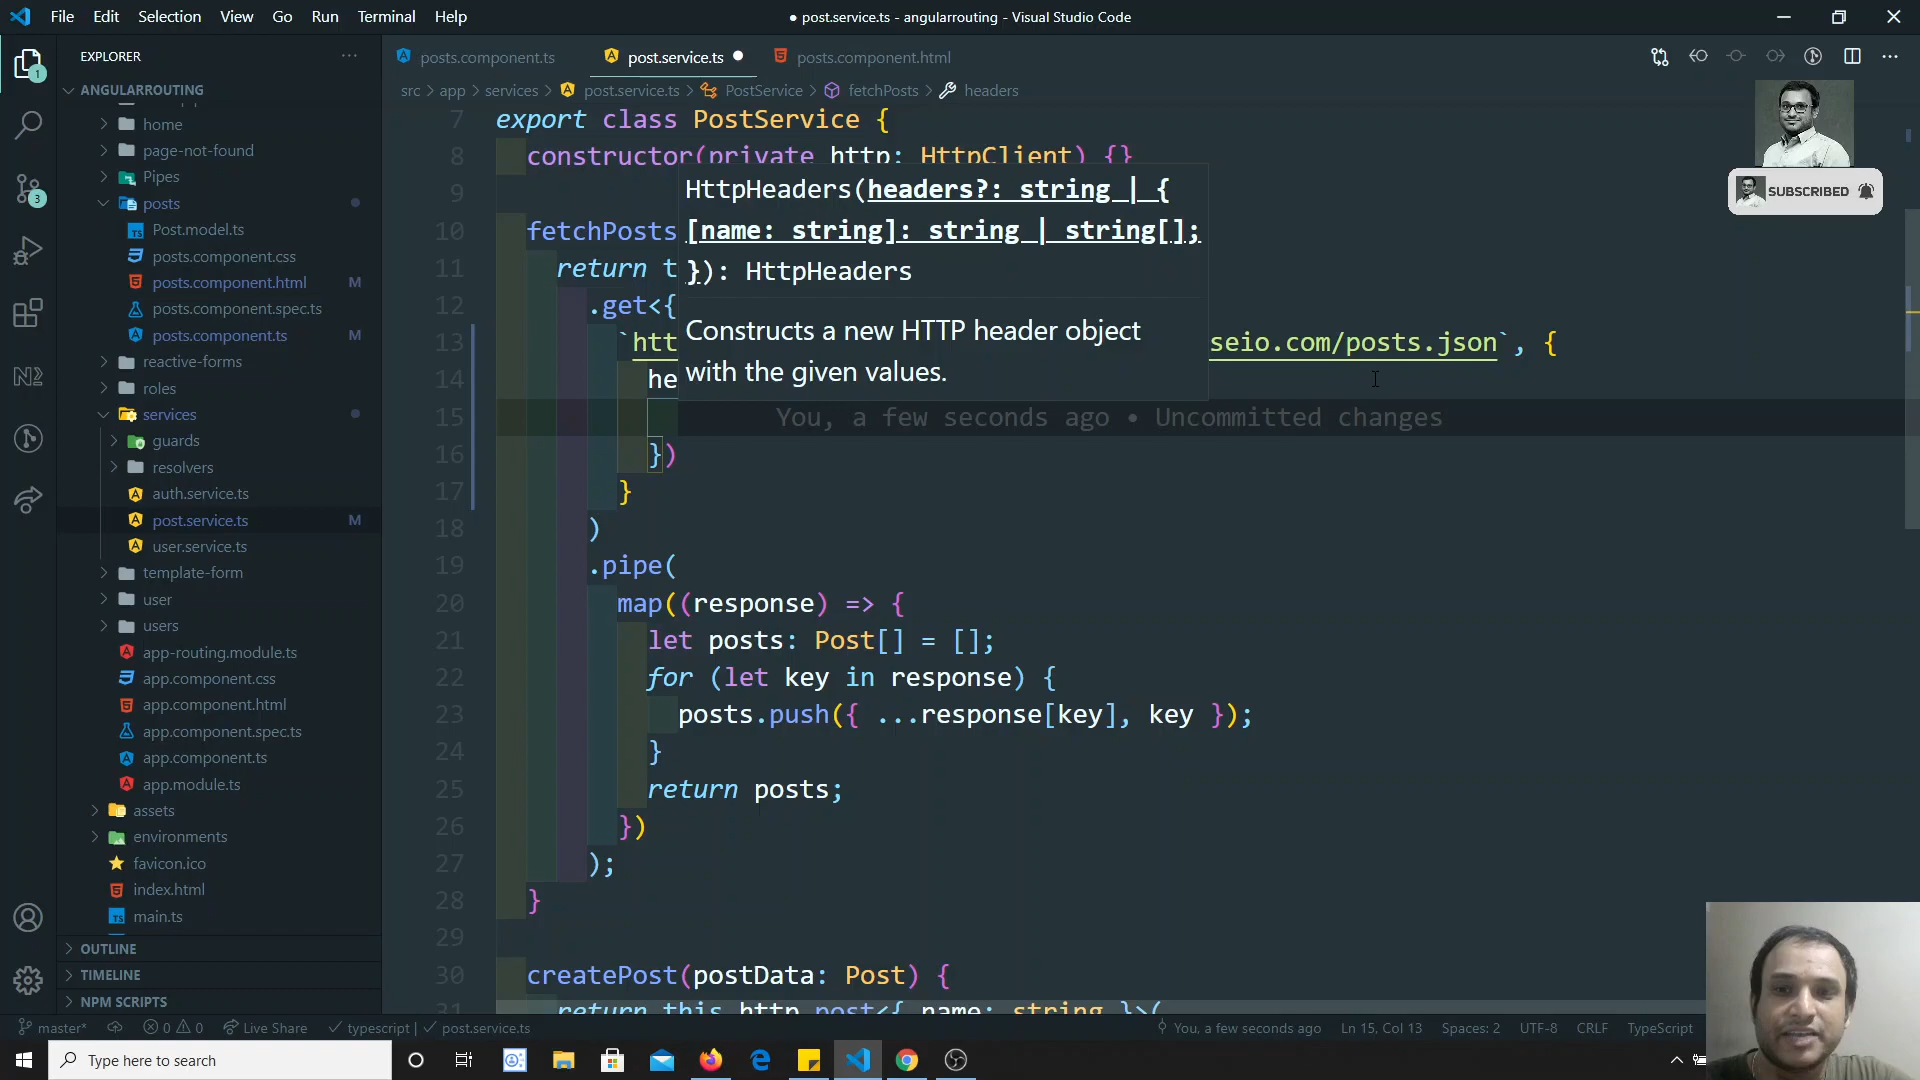 File Edit Selection View Go Run Terminal Help
● post.service.ts - angularrouting - Visual Studio Code
EXPLORER
ANGULARROUTING
home
page-not-found
Pipes
posts
Post.model.ts
posts.component.css
posts.component.html M
posts.component.spec.ts
posts.component.ts M
reactive-forms
roles
services
guards
resolvers
auth.service.ts
post.service.ts M
user.service.ts
template-form
user
users
app-routing.module.ts
app.component.css
app.component.html
app.component.spec.ts
app.component.ts
app.module.ts
assets
environments
favicon.ico
index.html
main.ts
OUTLINE
TIMELINE
NPM SCRIPTS
posts.component.ts post.service.ts ● posts.component.html
src > app > services > post.service.ts > PostService > fetchPosts > headers
7 export class PostService {
8 constructor(private http: HttpClient) {}
9
10 fetchPosts
11 return t
12 .get<{
13 `htt seio.com/posts.json`, {
14 he
15 You, a few seconds ago • Uncommitted changes
16 })
17 }
18 )
19 .pipe(
20 map((response) => {
21 let posts: Post[] = [];
22 for (let key in response) {
23 posts.push({ ...response[key], key });
24 }
25 return posts;
26 })
27 );
28 }
29
30 createPost(postData: Post) {
31 return this.http.post<{ name: string }>(
HttpHeaders(headers?: string | {
[name: string]: string | string[];
}): HttpHeaders
Constructs a new HTTP header object
with the given values.
SUBSCRIBED
1
3
master* 0 0 Live Share typescript | post.service.ts You, a few seconds ago Ln 15, Col 13 Spaces: 2 UTF-8 CRLF TypeScript
Type here to search